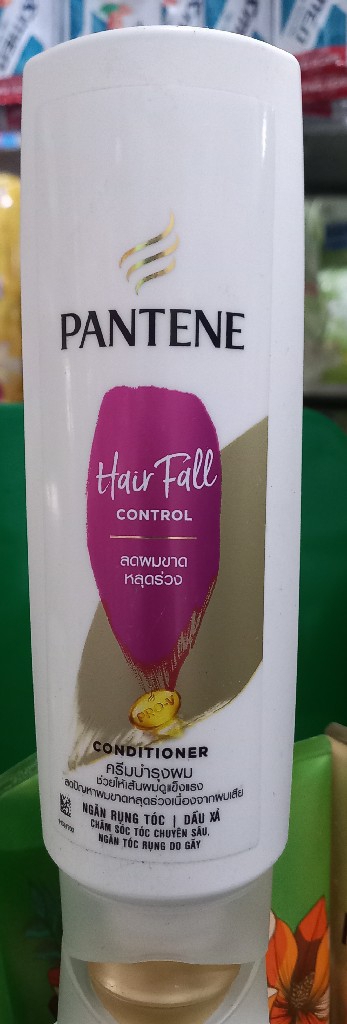 PANTENE
Hair Fall
CONTROL
ลดผมขาด
หลุดร่วง
PRO-V
CONDITIONER
ครีมบำรุงผม
ช่วยให้เส้นผมดูแข็งแรง
ลดปัญหาผมขาดหลุดร่วงเนื่องจากผมเสีย
NGĂN RỤNG TÓC | DẦU XẢ
CHĂM SÓC TÓC CHUYÊN SÂU,
NGĂN TÓC RỤNG DO GÃY